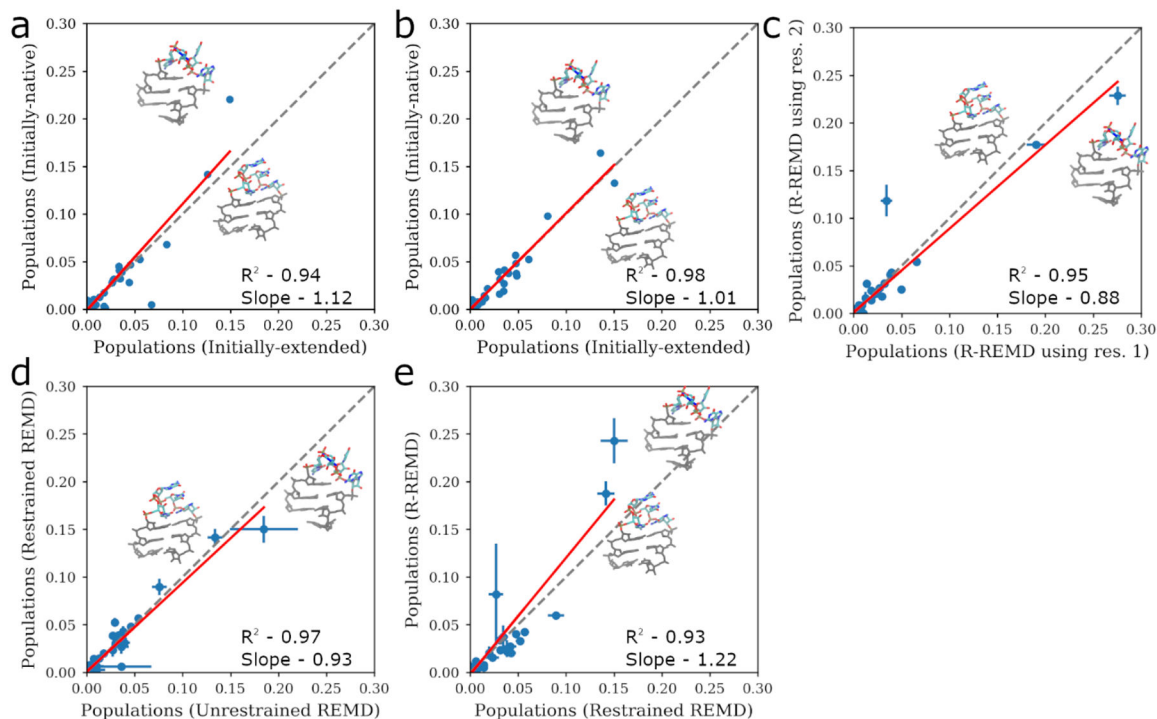 a
Populations (Initially-native)
0.30
0.25
0.20
0.15
0.10
0.05
0.00
R² - 0.94
Slope - 1.12
0.00 0.05 0.10 0.15 0.20 0.25 0.30
Populations (Initially-extended)
b
Populations (Initially-native)
0.30
0.25
0.20
0.15
0.10
0.05
0.00
R² - 0.98
Slope - 1.01
0.00 0.05 0.10 0.15 0.20 0.25 0.30
Populations (Initially-extended)
c
Populations (R-REMD using res. 2)
0.30
0.25
0.20
0.15
0.10
0.05
0.00
R² - 0.95
Slope - 0.88
0.00 0.05 0.10 0.15 0.20 0.25 0.30
Populations (R-REMD using res. 1)
d
Populations (Restrained REMD)
0.30
0.25
0.20
0.15
0.10
0.05
0.00
R² - 0.97
Slope - 0.93
0.00 0.05 0.10 0.15 0.20 0.25 0.30
Populations (Unrestrained REMD)
e
Populations (R-REMD)
0.30
0.25
0.20
0.15
0.10
0.05
0.00
R² - 0.93
Slope - 1.22
0.00 0.05 0.10 0.15 0.20 0.25 0.30
Populations (Restrained REMD)